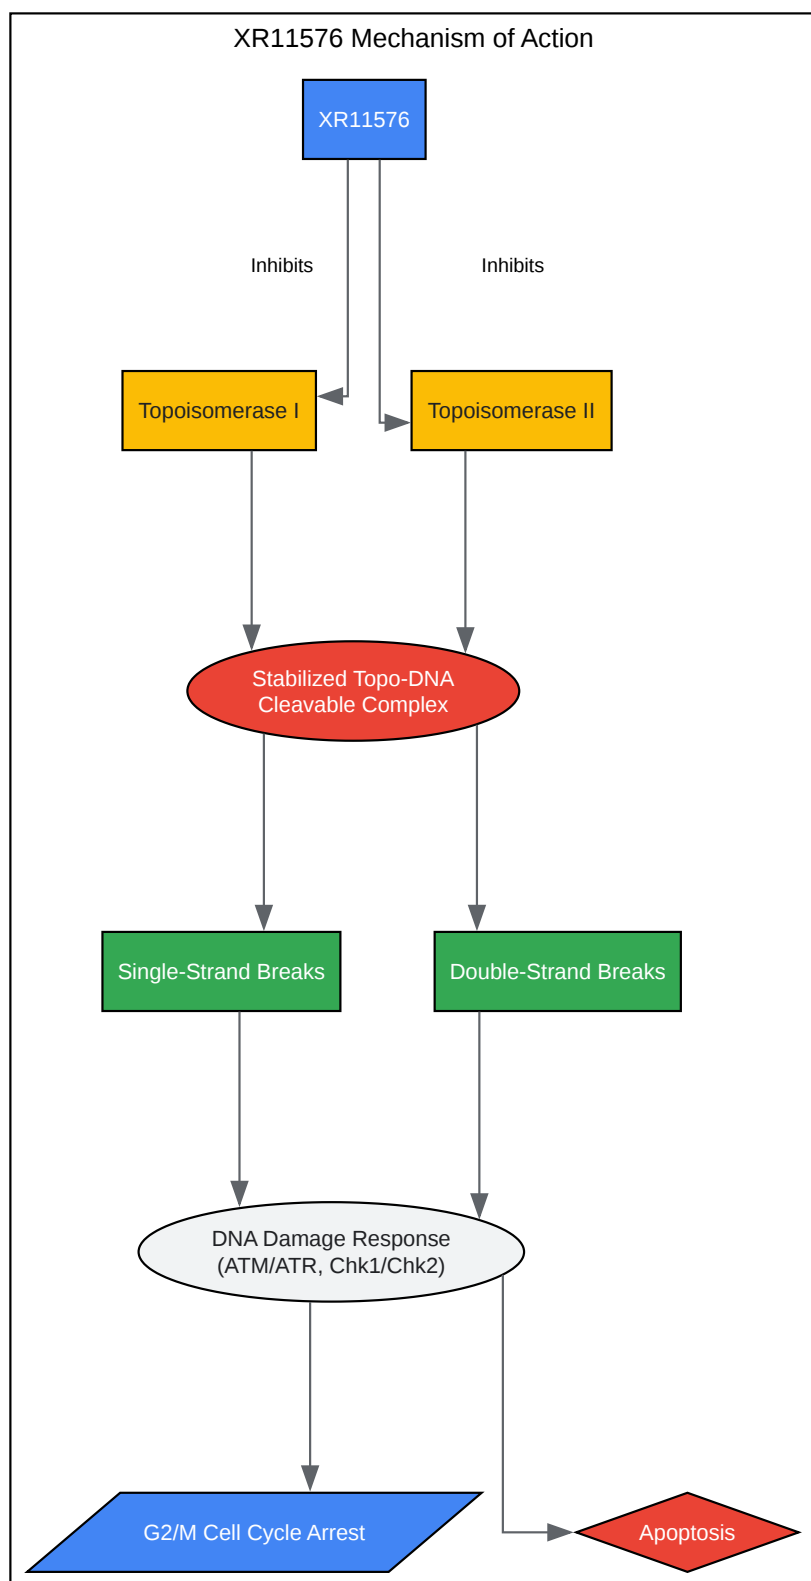 XR11576 Mechanism of Action
XR11576
Inhibits
Inhibits
Topoisomerase I
Topoisomerase II
Stabilized Topo-DNA
Cleavable Complex
Single-Strand Breaks
Double-Strand Breaks
DNA Damage Response
(ATM/ATR, Chk1/Chk2)
G2/M Cell Cycle Arrest
Apoptosis